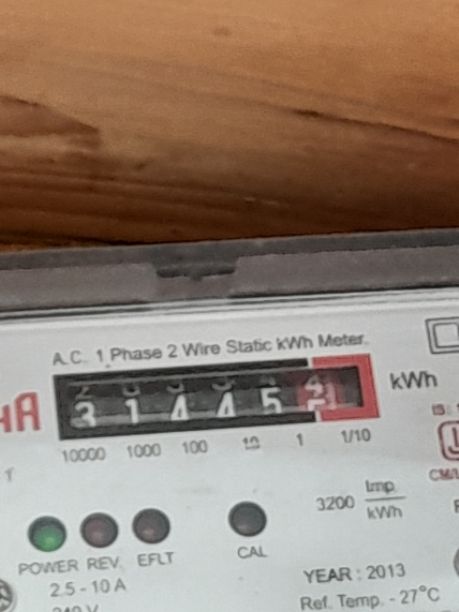 A.C. 1 Phase 2 Wire Static kWh Meter.
3 1 4 4 5 kWh
10000 1000 100 10 1 1/10
3200 Imp.
kWh
POWER REV. EFLT CAL
2.5 - 10 A
YEAR : 2013
240 V
Ref. Temp. - 27°C